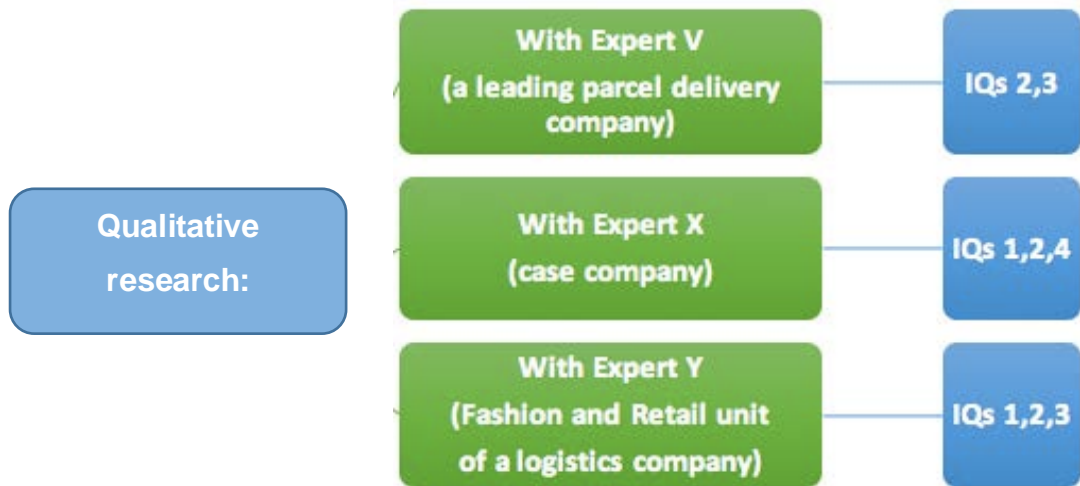 With Expert V
(a leading parcel delivery
company)
IQs 2,3
Qualitative
research:
With Expert X
(case company)
IQs 1,2,4
With Expert Y
(Fashion and Retail unit
of a logistics company)
IQs 1,2,3